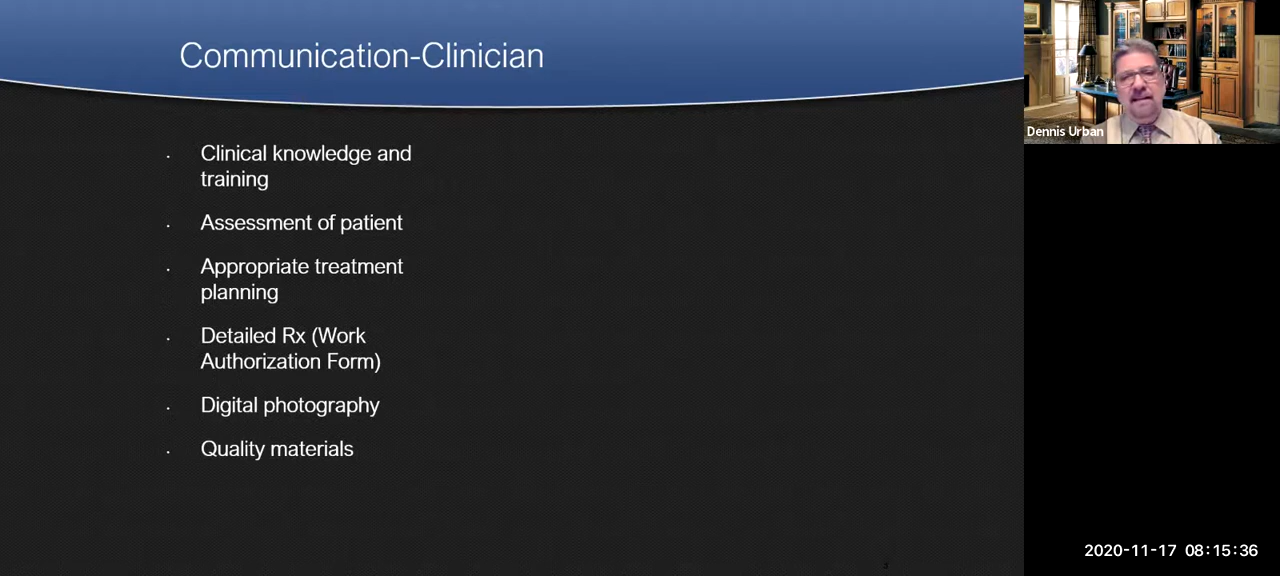 Communication-Clinician
· Clinical knowledge and
training
· Assessment of patient
· Appropriate treatment
planning
· Detailed Rx (Work
Authorization Form)
· Digital photography
· Quality materials
Dennis Urban
2020-11-17 08:15:36